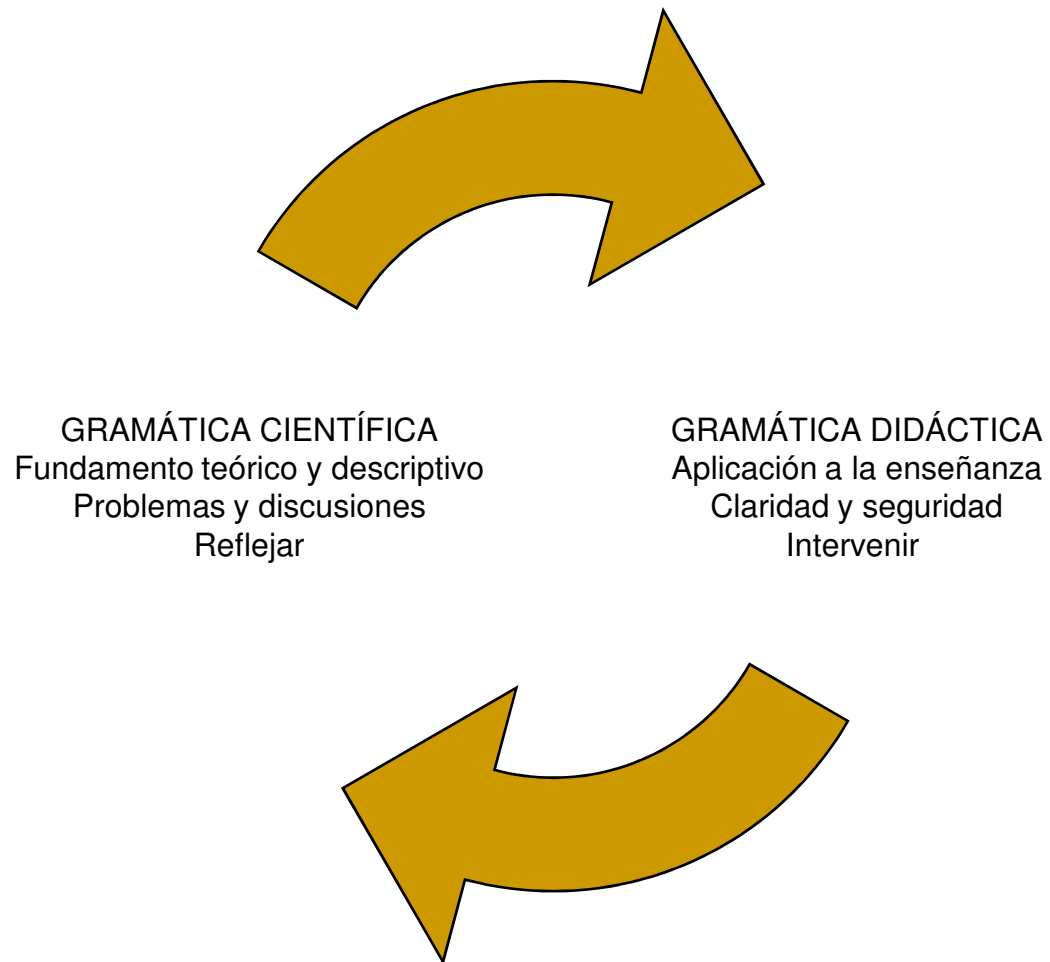 GRAMÁTICA CIENTÍFICA
Fundamento teórico y descriptivo
Problemas y discusiones
Reflejar
GRAMÁTICA DIDÁCTICA
Aplicación a la enseñanza
Claridad y seguridad
Intervenir